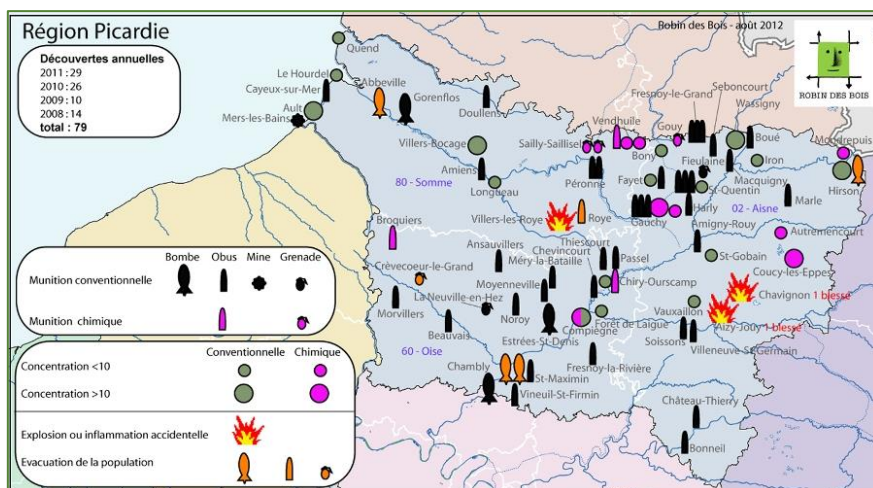 Région Picardie
Robin des Bois - août 2012
ROBIN DES BOIS
Découvertes annuelles
2011 : 29
2010 : 26
2009 : 10
2008 : 14
total : 79
Quend
Le Hourdel
Cayeux-sur-Mer
Ault
Mers-les-Bains
Abbeville
Gorenflos
Doullens
Villers-Bocage
Amiens
Longueau
80 - Somme
Sailly-Saillisel
Vendhuile
Péronne
Fresnoy-le-Grand
Gouy
Bony
Seboncourt
Wassigny
Boué
Fieulaine
Macquigny
Iron
Mondrepuis
Hirson
Fayet
St-Quentin
Harly
Gauchy
02 - Aisne
Marle
Autremencourt
Amigny-Rouy
St-Gobain
Coucy-les-Eppes
Chavignon 1 blessé
Vauxaillon
Aizy-Jouy 1 blessé
Soissons
Villeneuve-St-Germain
Villers-les Roye
Roye
Broquiers
Ansauvillers
Thiescourt
Chevincourt
Passel
Méry-la-Bataille
Crèvecoeur-le-Grand
Moyenneville
Chiry-Ourscamp
La Neuville-en-Hez
Morvillers
Noroy
Compiègne
Forêt de Laigue
Beauvais
Estrées-St-Denis
60 - Oise
Chambly
St-Maximin
Fresnoy-la-Rivière
Vineuil-St-Firmin
Château-Thierry
Bonneil
Bombe Obus Mine Grenade
Munition conventionnelle
Munition chimique
Conventionnelle Chimique
Concentration <10
Concentration >10
Explosion ou inflammation accidentelle
Evacuation de la population